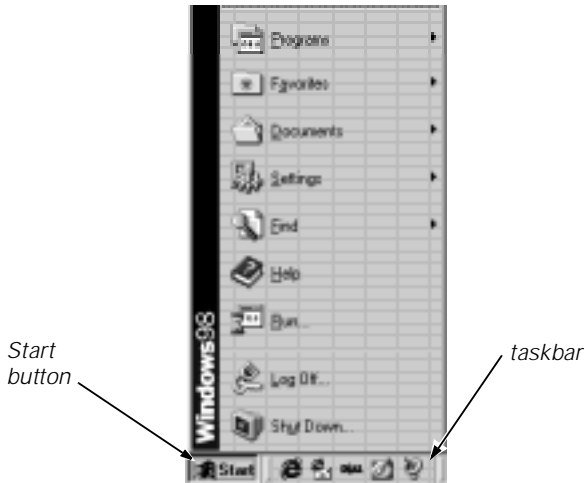 Programs
Favorites
Documents
Settings
Find
Help
Run...
Log Off...
Shut Down...
Windows98
Start button
taskbar
Start